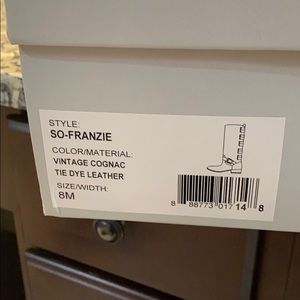 STYLE:
SO-FRANZIE
COLOR/MATERIAL:
VINTAGE COGNAC
TIE DYE LEATHER
SIZE/WIDTH:
8M
8 88773 01714 8